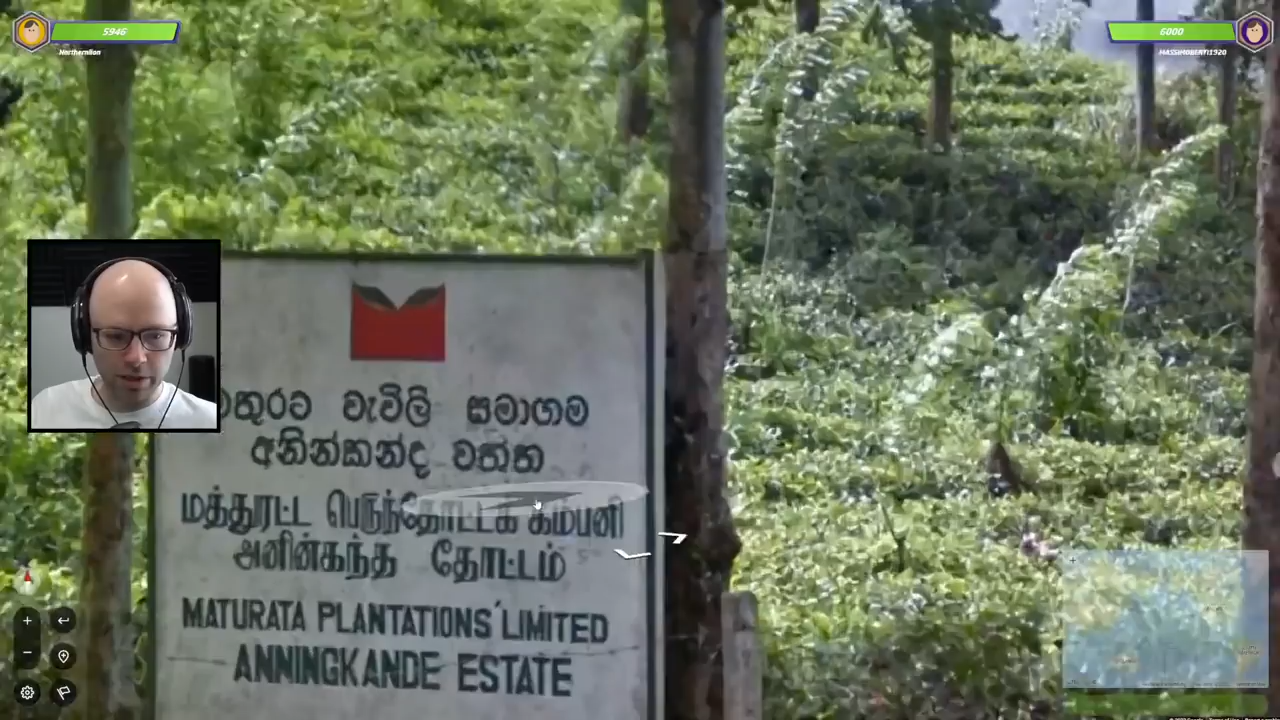 5946
Northernlion
6000
MASSIMOBERTI1920
වැවිලි සමාගම
අනින්කන්ද වත්ත
மத்துரட்ட பெருந்தோட்டக் கம்பனி
அனின்கந்த தோட்டம்
MATURATA PLANTATIONS' LIMITED
ANNINGKANDE ESTATE